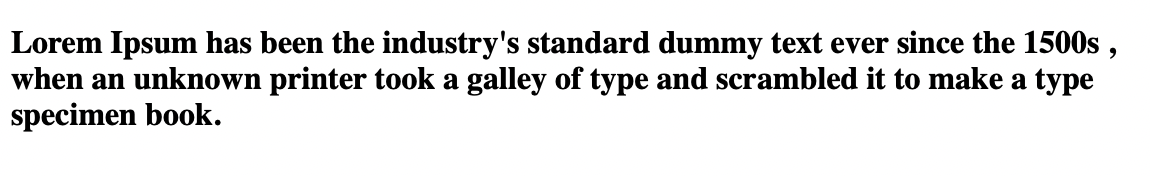 Lorem Ipsum has been the industry's standard dummy text ever since the 1500s ,
when an unknown printer took a galley of type and scrambled it to make a type
specimen book.